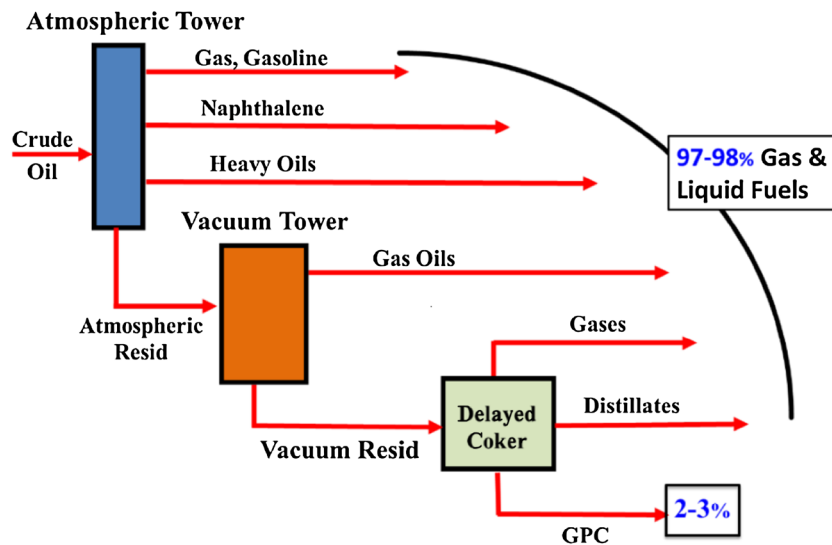 Atmospheric Tower
Gas, Gasoline
Naphthalene
Crude
Oil
Heavy Oils
97-98% Gas &
Liquid Fuels
Vacuum Tower
Gas Oils
Atmospheric
Resid
Gases
Delayed
Coker
Distillates
Vacuum Resid
GPC
2-3%